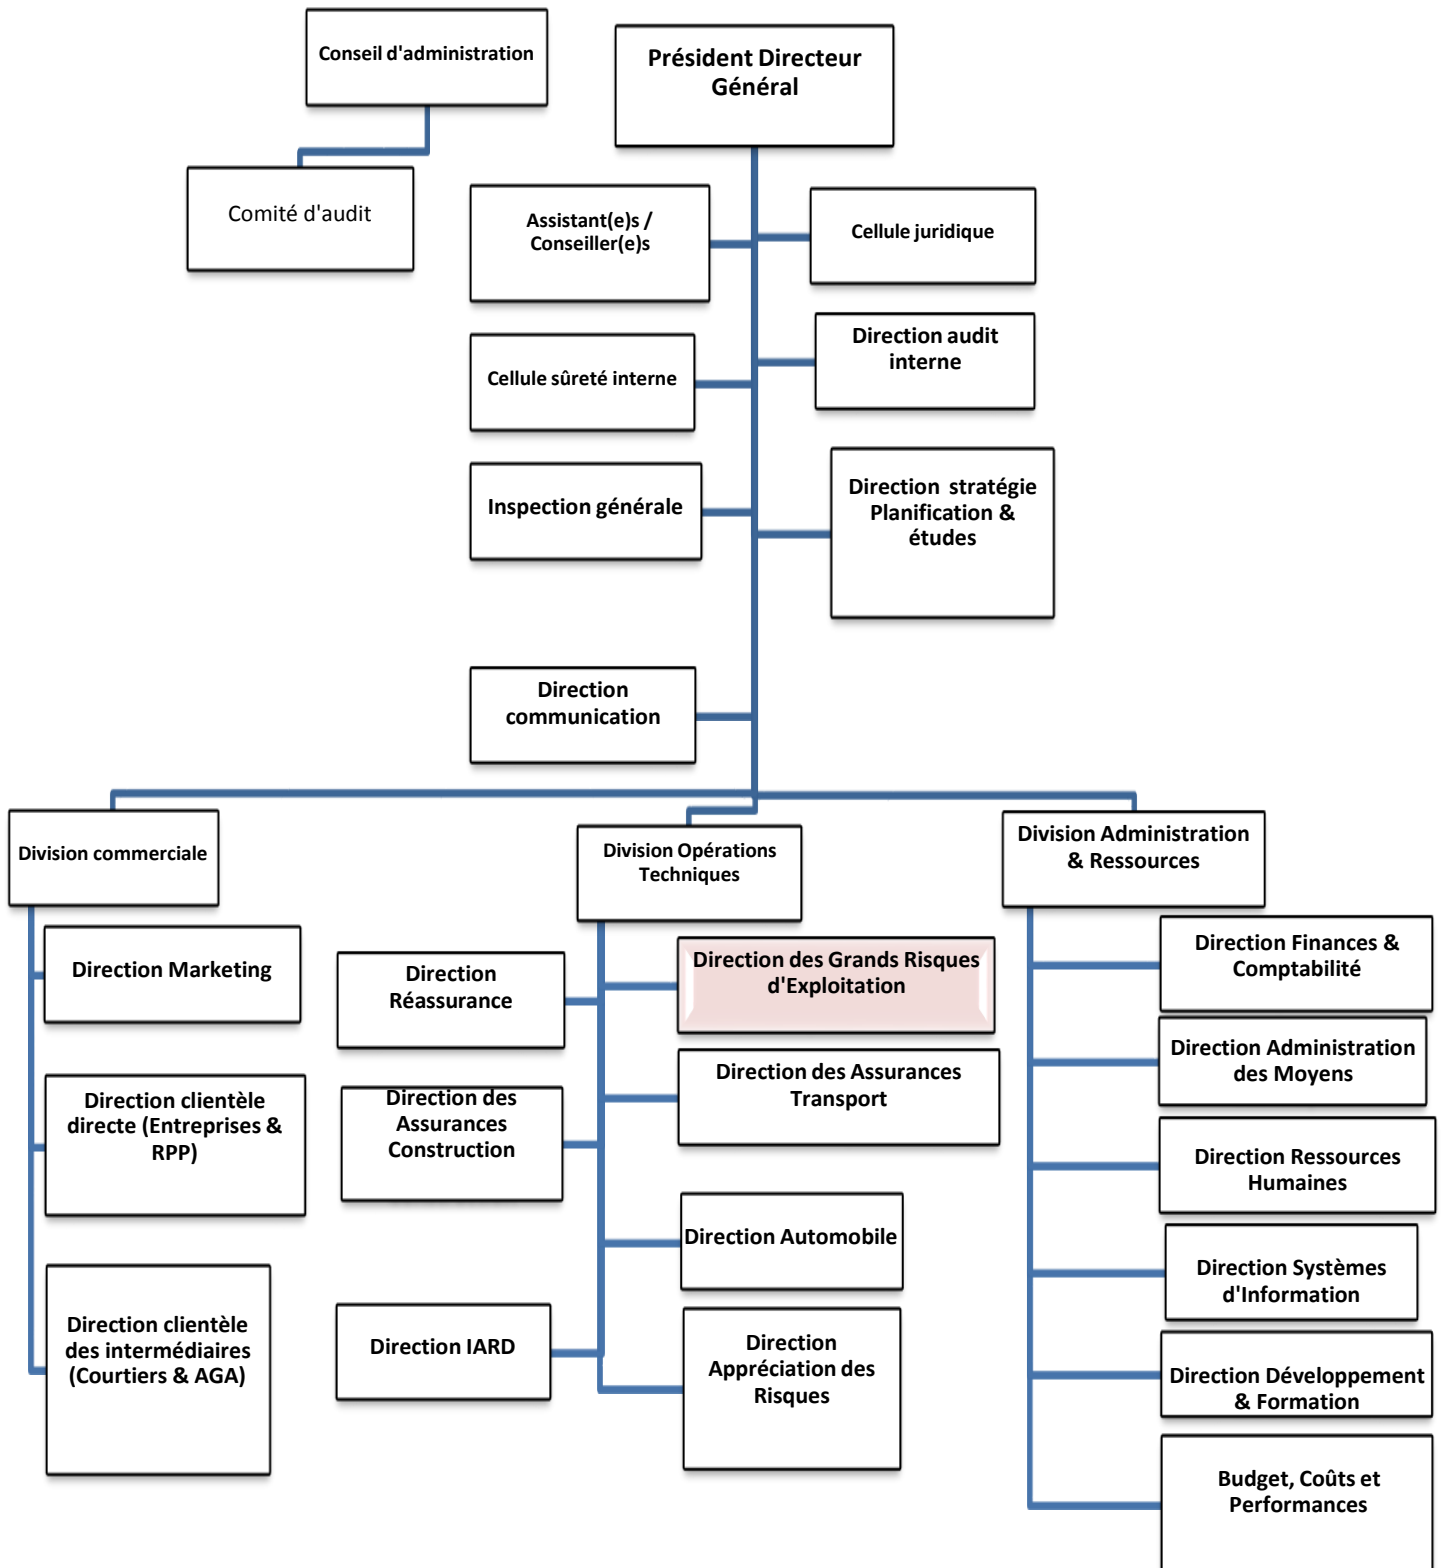 Conseil d'administration
Président Directeur
Général
Comité d'audit
Assistant(e)s /
Conseiller(e)s
Cellule juridique
Direction audit
interne
Cellule sûreté interne
Direction stratégie
Planification &
études
Inspection générale
Direction
communication
Division commerciale
Division Opérations
Techniques
Division Administration
& Ressources
Direction Marketing
Direction clientèle
directe (Entreprises &
RPP)
Direction clientèle
des intermédiaires
(Courtiers & AGA)
Direction
Réassurance
Direction des Grands Risques
d'Exploitation
Direction des
Assurances
Construction
Direction des Assurances
Transport
Direction Automobile
Direction IARD
Direction
Appréciation des
Risques
Direction Finances &
Comptabilité
Direction Administration
des Moyens
Direction Ressources
Humaines
Direction Systèmes
d'Information
Direction Développement
& Formation
Budget, Coûts et
Performances